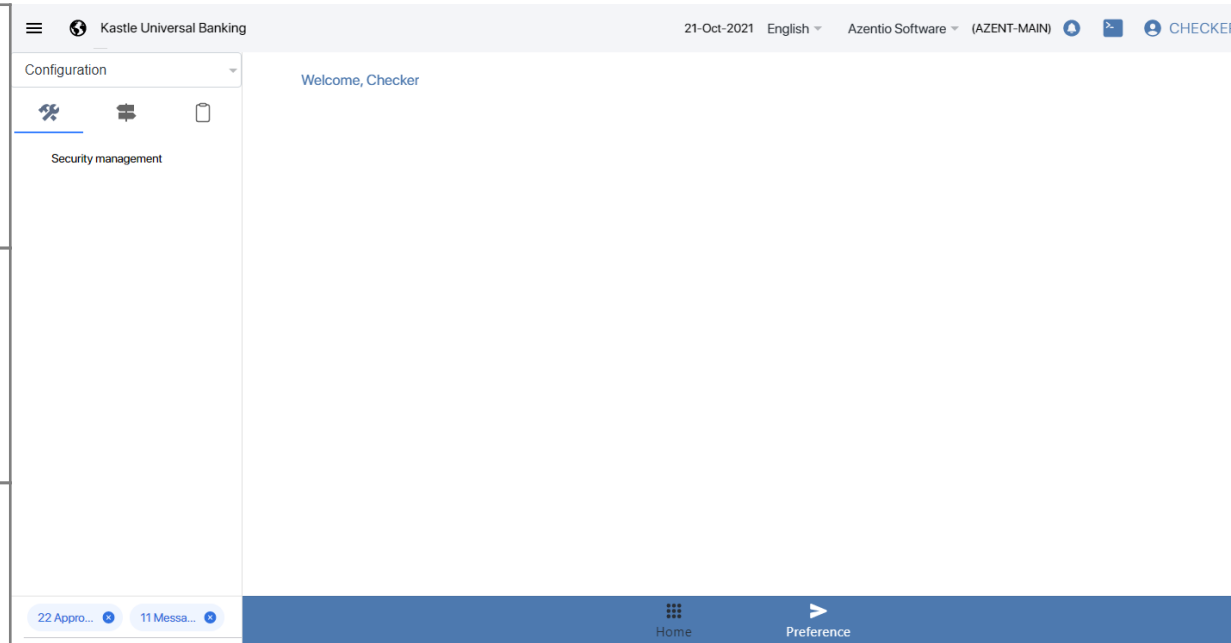 Kastle Universal Banking 21-Oct-2021 English Azentio Software (AZENT-MAIN) CHECKER
Configuration
Welcome, Checker
Security management
22 Appro... 11 Messa...
Home Preference